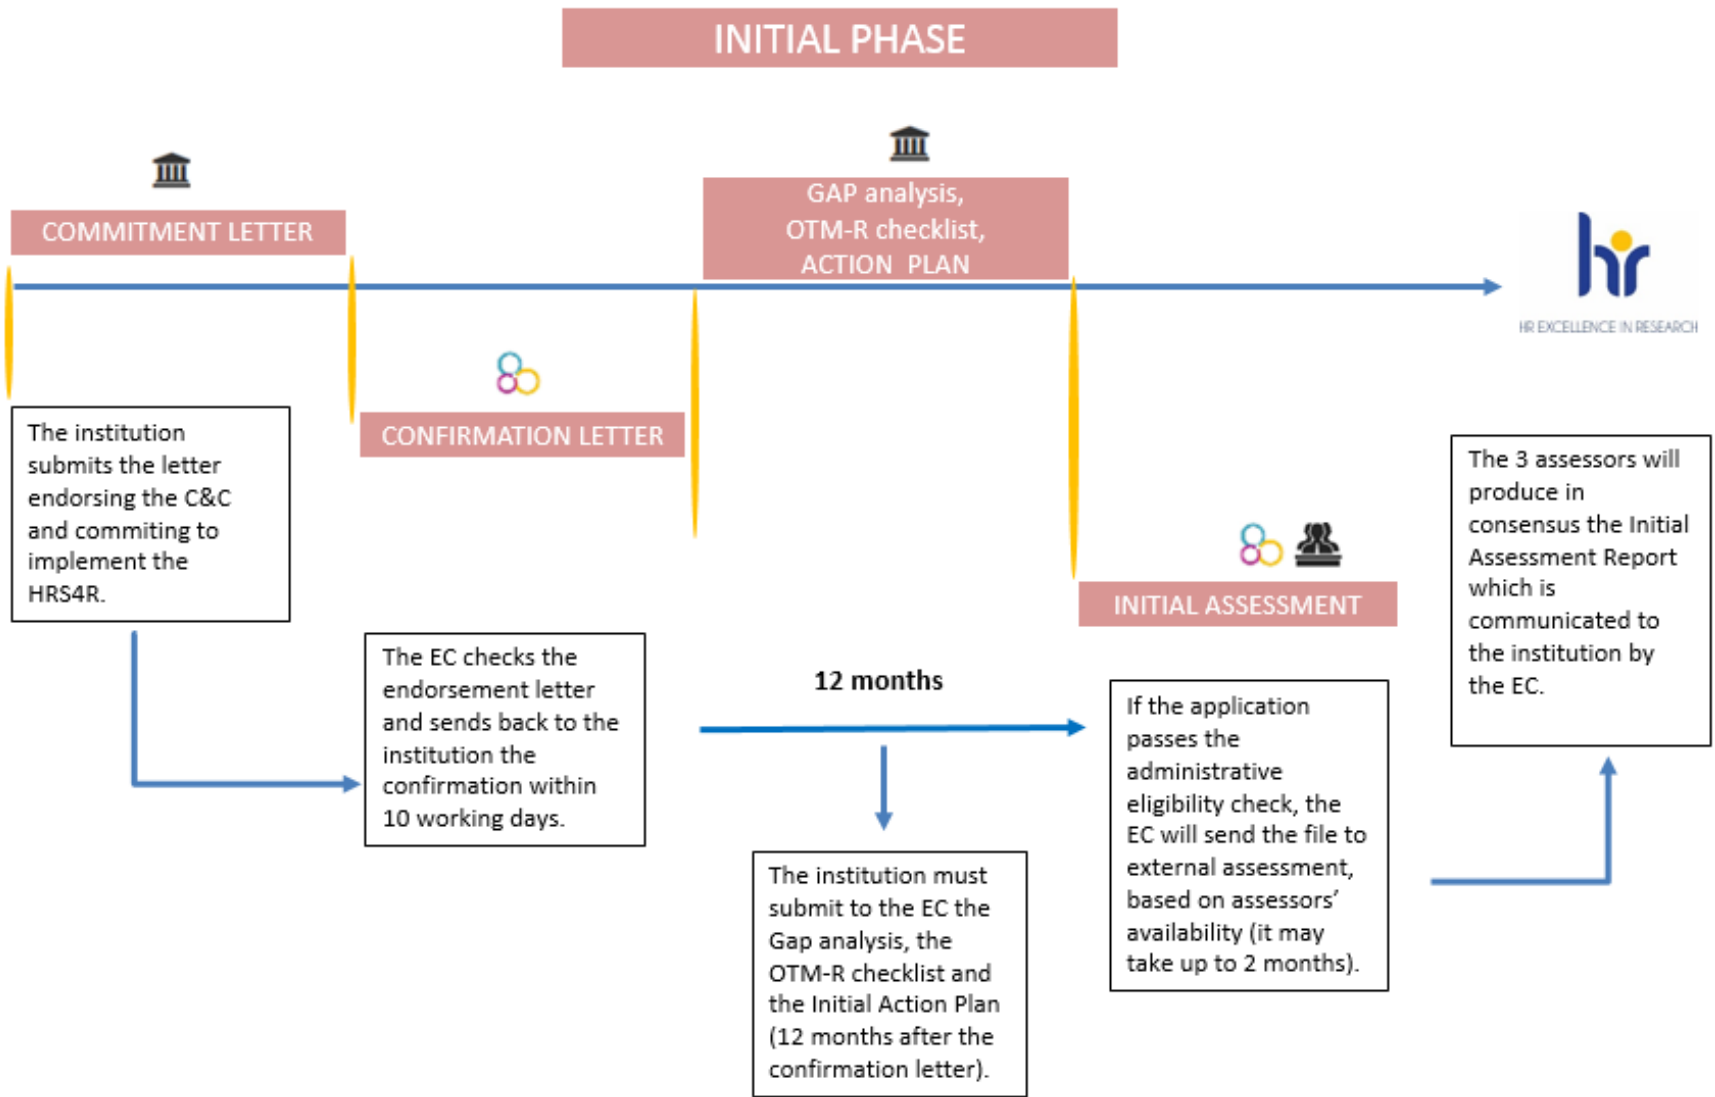 INITIAL PHASE
COMMITMENT LETTER
GAP analysis,
OTM-R checklist,
ACTION PLAN
hr
HR EXCELLENCE IN RESEARCH
CONFIRMATION LETTER
The institution
submits the letter
endorsing the C&C
and commiting to
implement the
HRS4R.
The EC checks the
endorsement letter
and sends back to the
institution the
confirmation within
10 working days.
12 months
The institution must
submit to the EC the
Gap analysis, the
OTM-R checklist and
the Initial Action Plan
(12 months after the
confirmation letter).
INITIAL ASSESSMENT
If the application
passes the
administrative
eligibility check, the
EC will send the file to
external assessment,
based on assessors’
availability (it may
take up to 2 months).
The 3 assessors will
produce in
consensus the Initial
Assessment Report
which is
communicated to
the institution by
the EC.